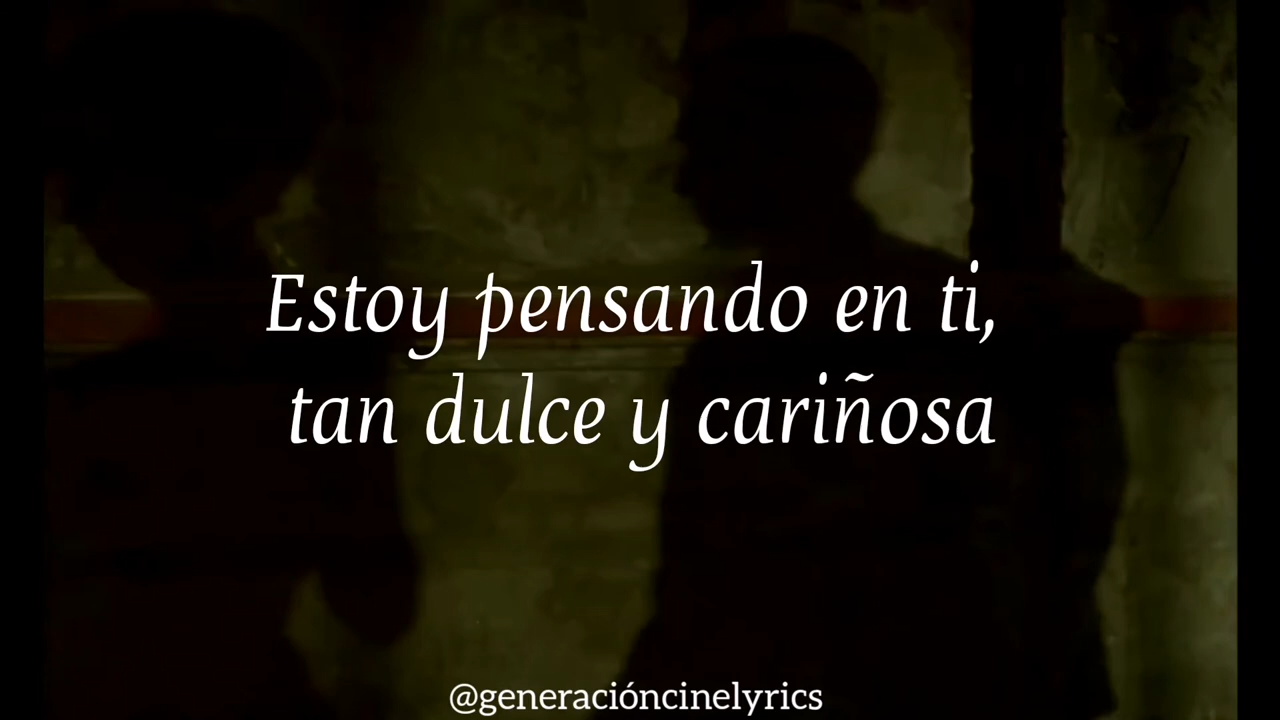 Estoy pensando en ti,
tan dulce y cariñosa
@generacióncinelyrics